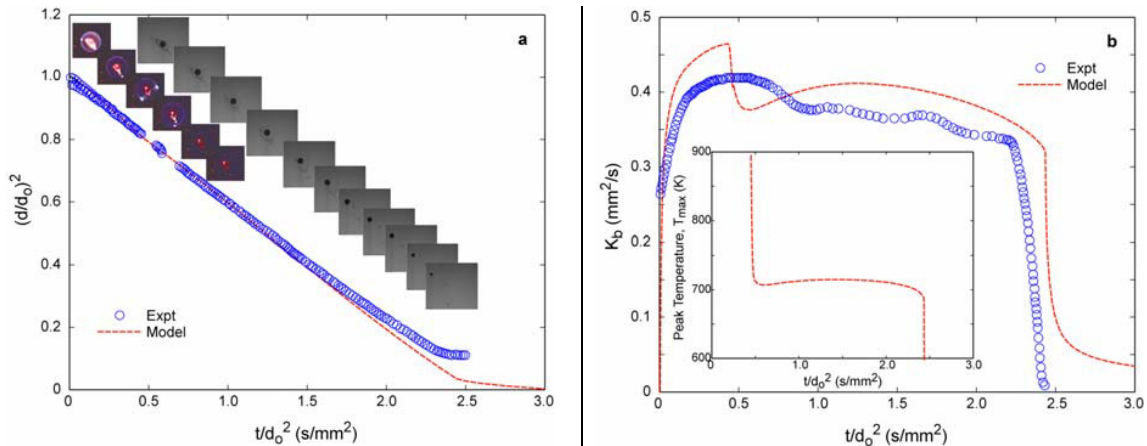 a
1.2
1.0
0.8
0.6
0.4
0.2
0
(d/do)²
Expt
Model
0 0.5 1.0 1.5 2.0 2.5 3.0
t/do² (s/mm²)
b
0.5
0.4
0.3
0.2
0.1
0
Kb (mm²/s)
Expt
Model
900
800
700
600
Peak Temperature, Tmax (K)
0 1.0 2.0 3.0
t/do² (s/mm²)
0 0.5 1.0 1.5 2.0 2.5 3.0
t/do² (s/mm²)